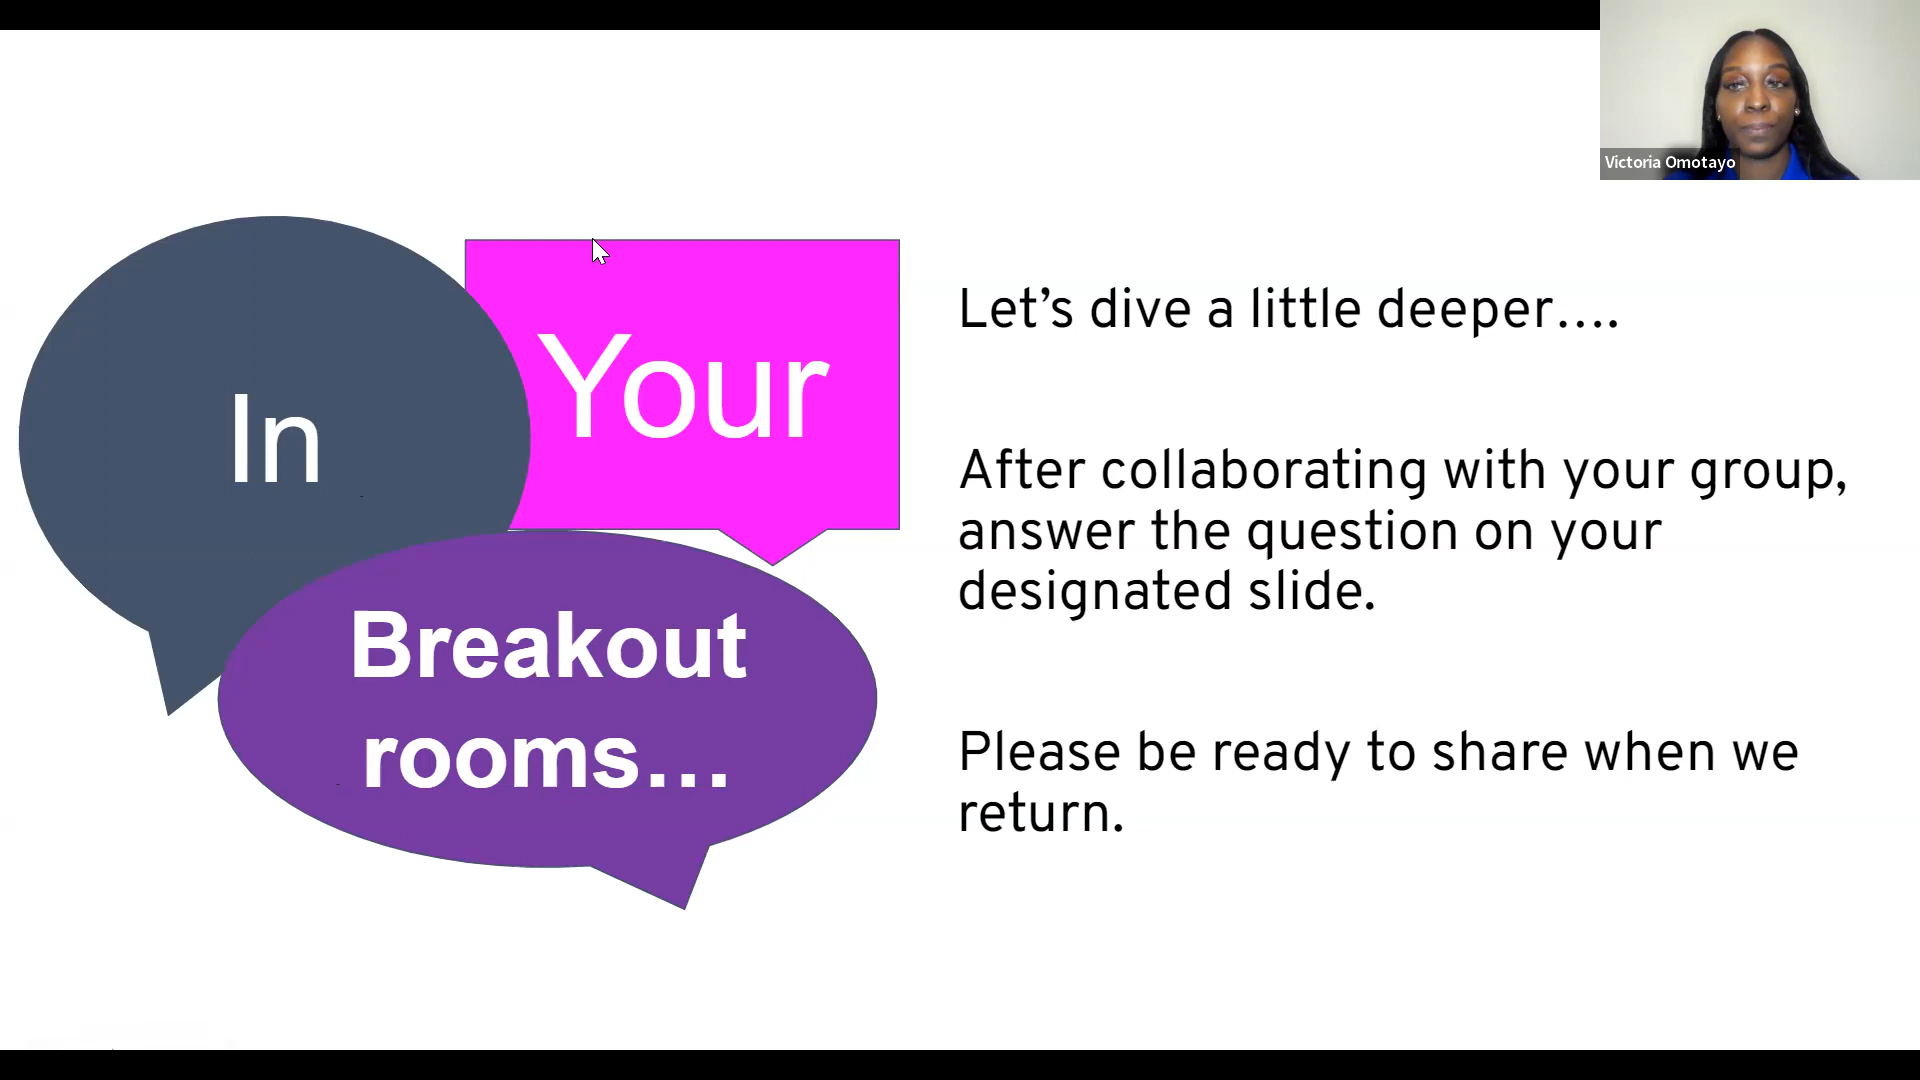 Victoria Omotayo
In
Your
Breakout
rooms…
Let’s dive a little deeper….
After collaborating with your group,
answer the question on your
designated slide.
Please be ready to share when we
return.